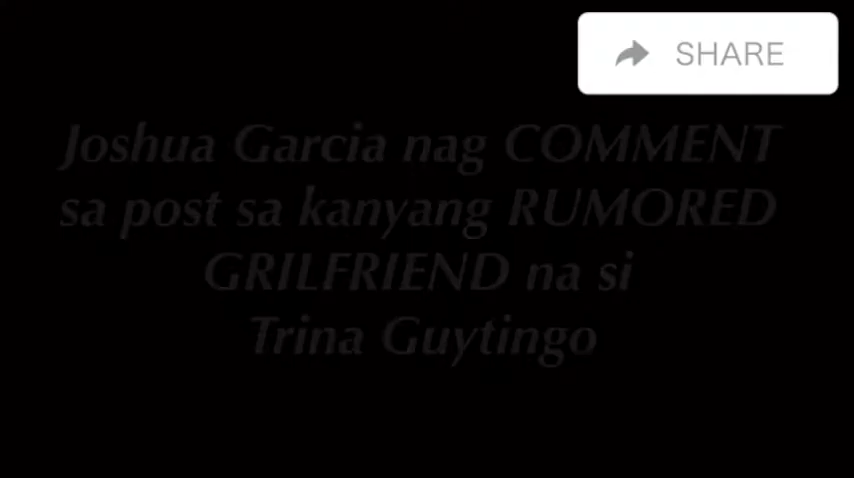 SHARE
Joshua Garcia nag COMMENT
sa post sa kanyang RUMORED
GRILFRIEND na si
Trina Guytingo